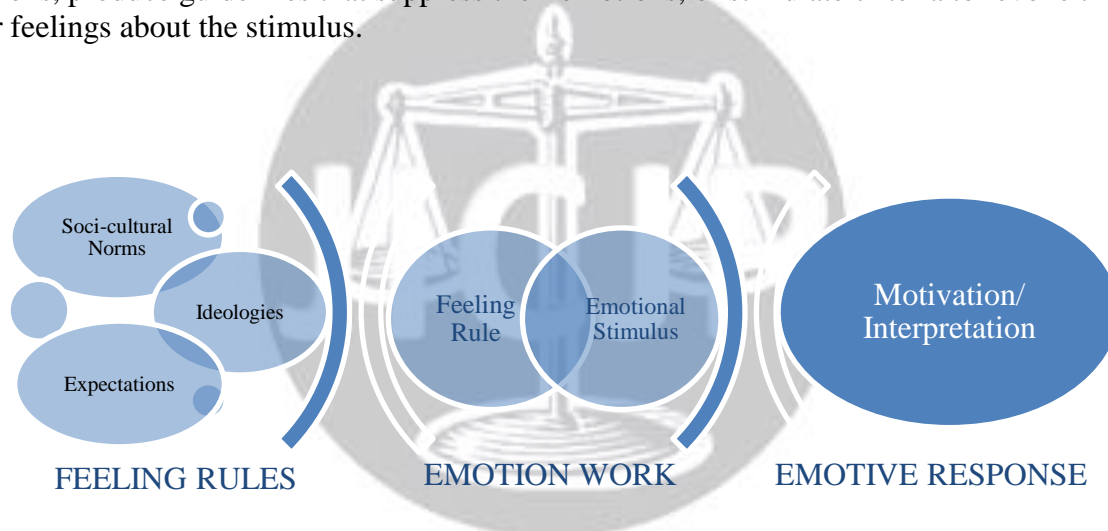 r feelings about the stimulus.
Soci-cultural
Norms
Ideologies
Expectations
Feeling
Rule
Emotional
Stimulus
Motivation/
Interpretation
FEELING RULES
EMOTION WORK
EMOTIVE RESPONSE
JCJP